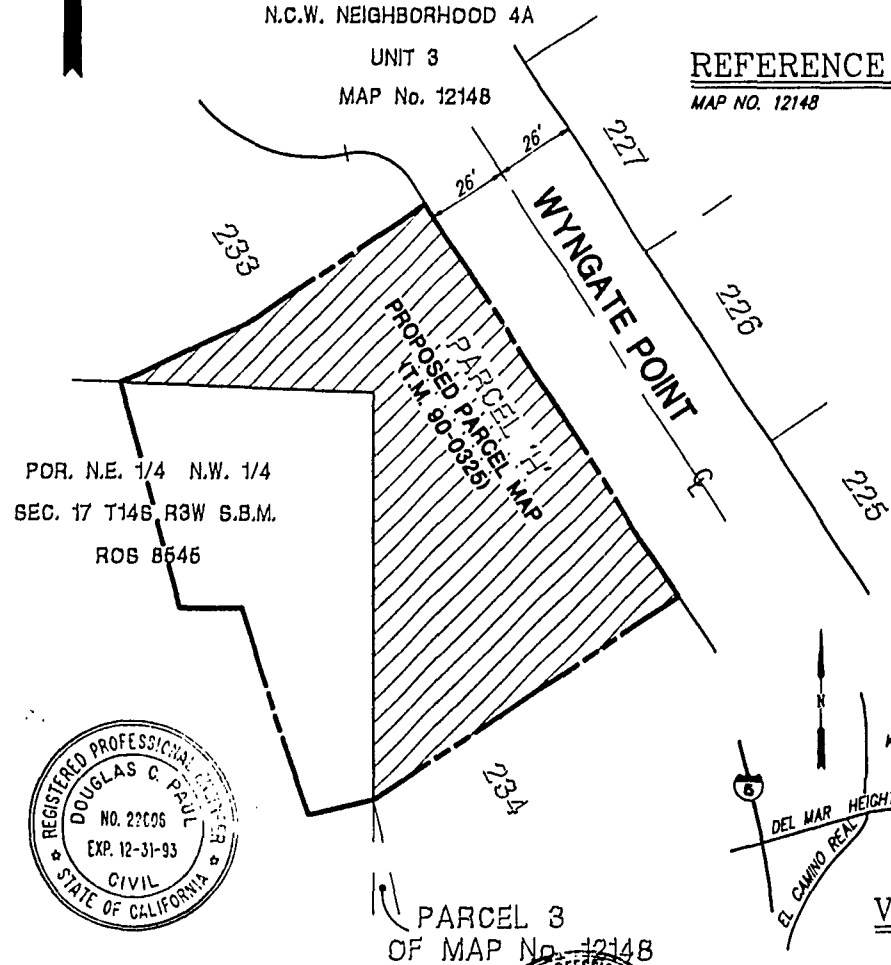 N.C.W. NEIGHBORHOOD 4A
UNIT 3
MAP No. 12148
REFERENCE
MAP NO. 12148
26'
26'
227
WYNGATE POINT
233
226
PARCEL 'H'
PROPOSED PARCEL MAP
(T.M. 90-0325)
POR. N.E. 1/4 N.W. 1/4
SEC. 17 T14S R3W S.B.M.
ROS 8545
225
234
REGISTERED PROFESSIONAL
DOUGLAS C. PAUL
NO. 22606
EXP. 12-31-93
CIVIL
STATE OF CALIFORNIA
N
5
DEL MAR HEIGHT
EL CAMINO REAL
V
PARCEL 3
OF MAP No. 12148